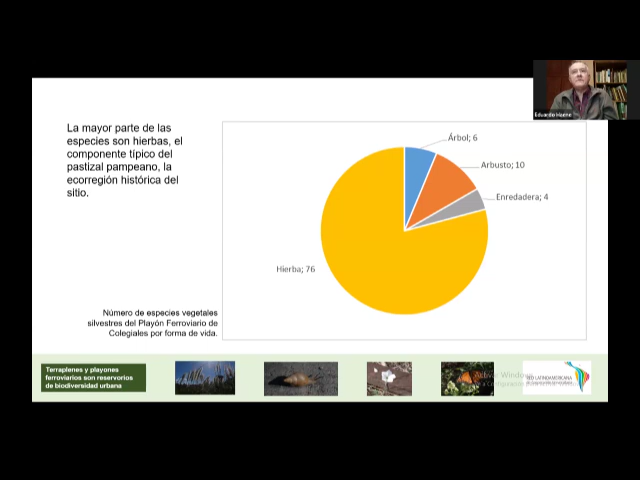 La mayor parte de las
especies son hierbas, el
componente típico del
pastizal pampeano, la
ecorregión histórica del
sitio.
Árbol; 6
Arbusto; 10
Enredadera; 4
Hierba; 76
Número de especies vegetales
silvestres del Playón Ferroviario de
Colegiales por forma de vida.
Eduardo Haene
Terraplenes y playones
ferroviarios son reservorios
de biodiversidad urbana
RED LATINOAMERICANA